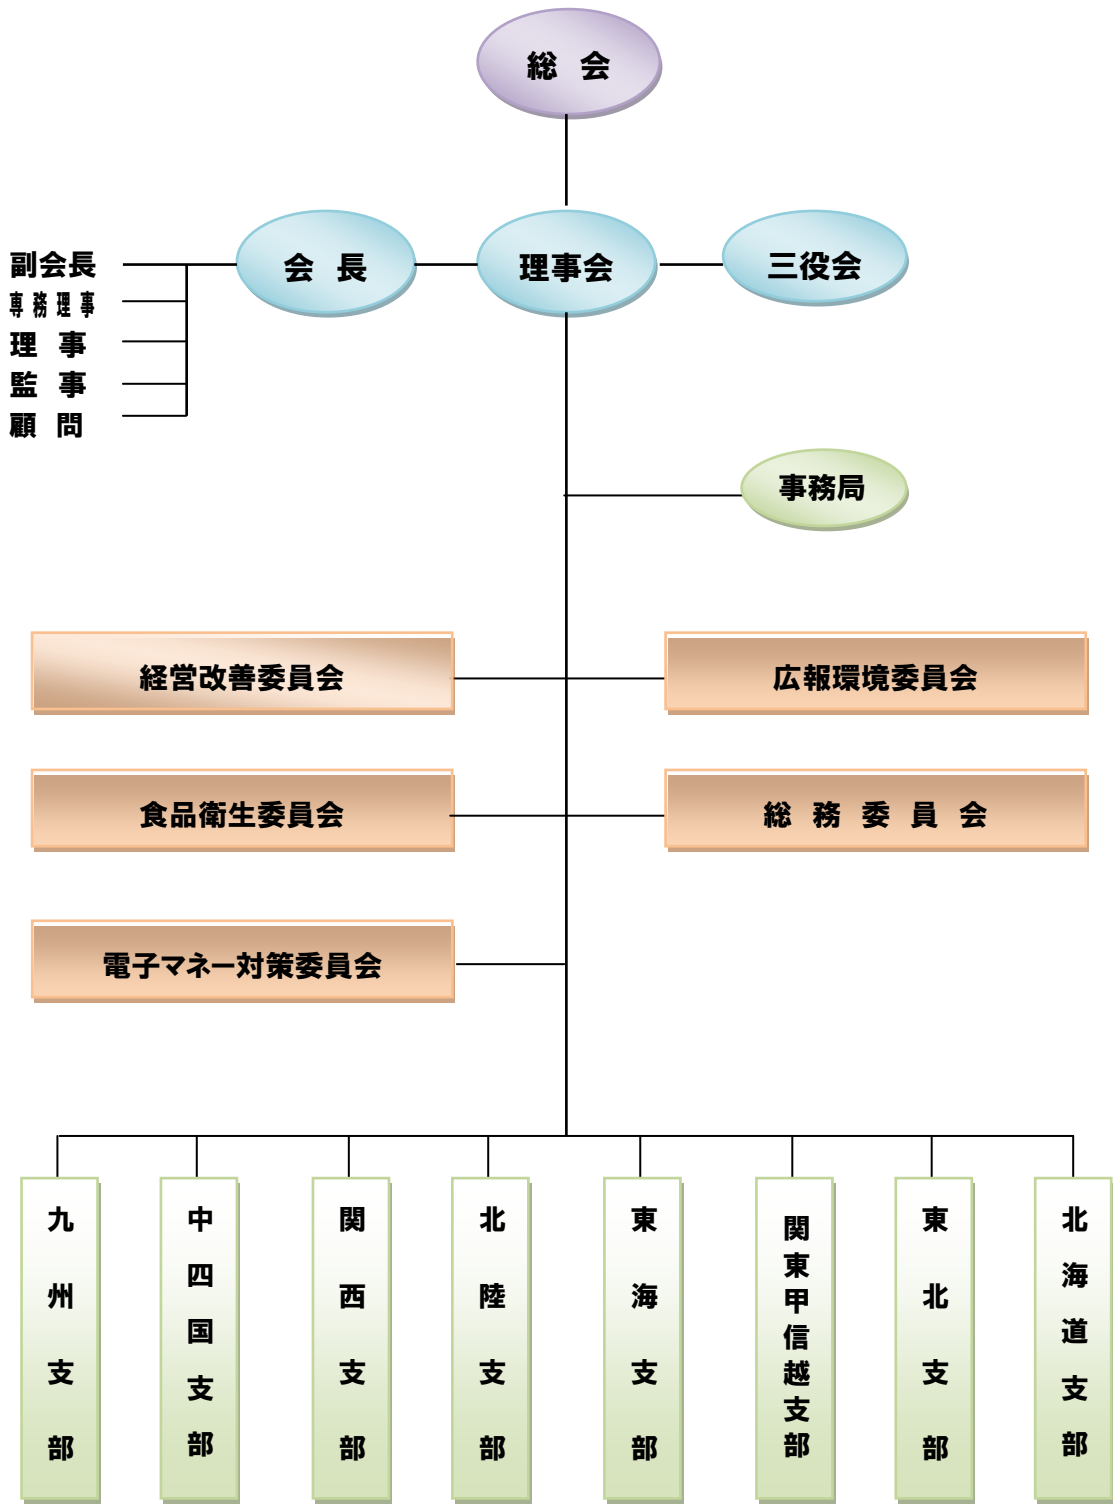 総 会
会 長
理事会
三役会
副会長
専務理事
理 事
監 事
顧 問
事務局
経営改善委員会
広報環境委員会
食品衛生委員会
総 務 委 員 会
電子マネー対策委員会
九州支部
中四国支部
関西支部
北陸支部
東海支部
関東甲信越支部
東北支部
北海道支部